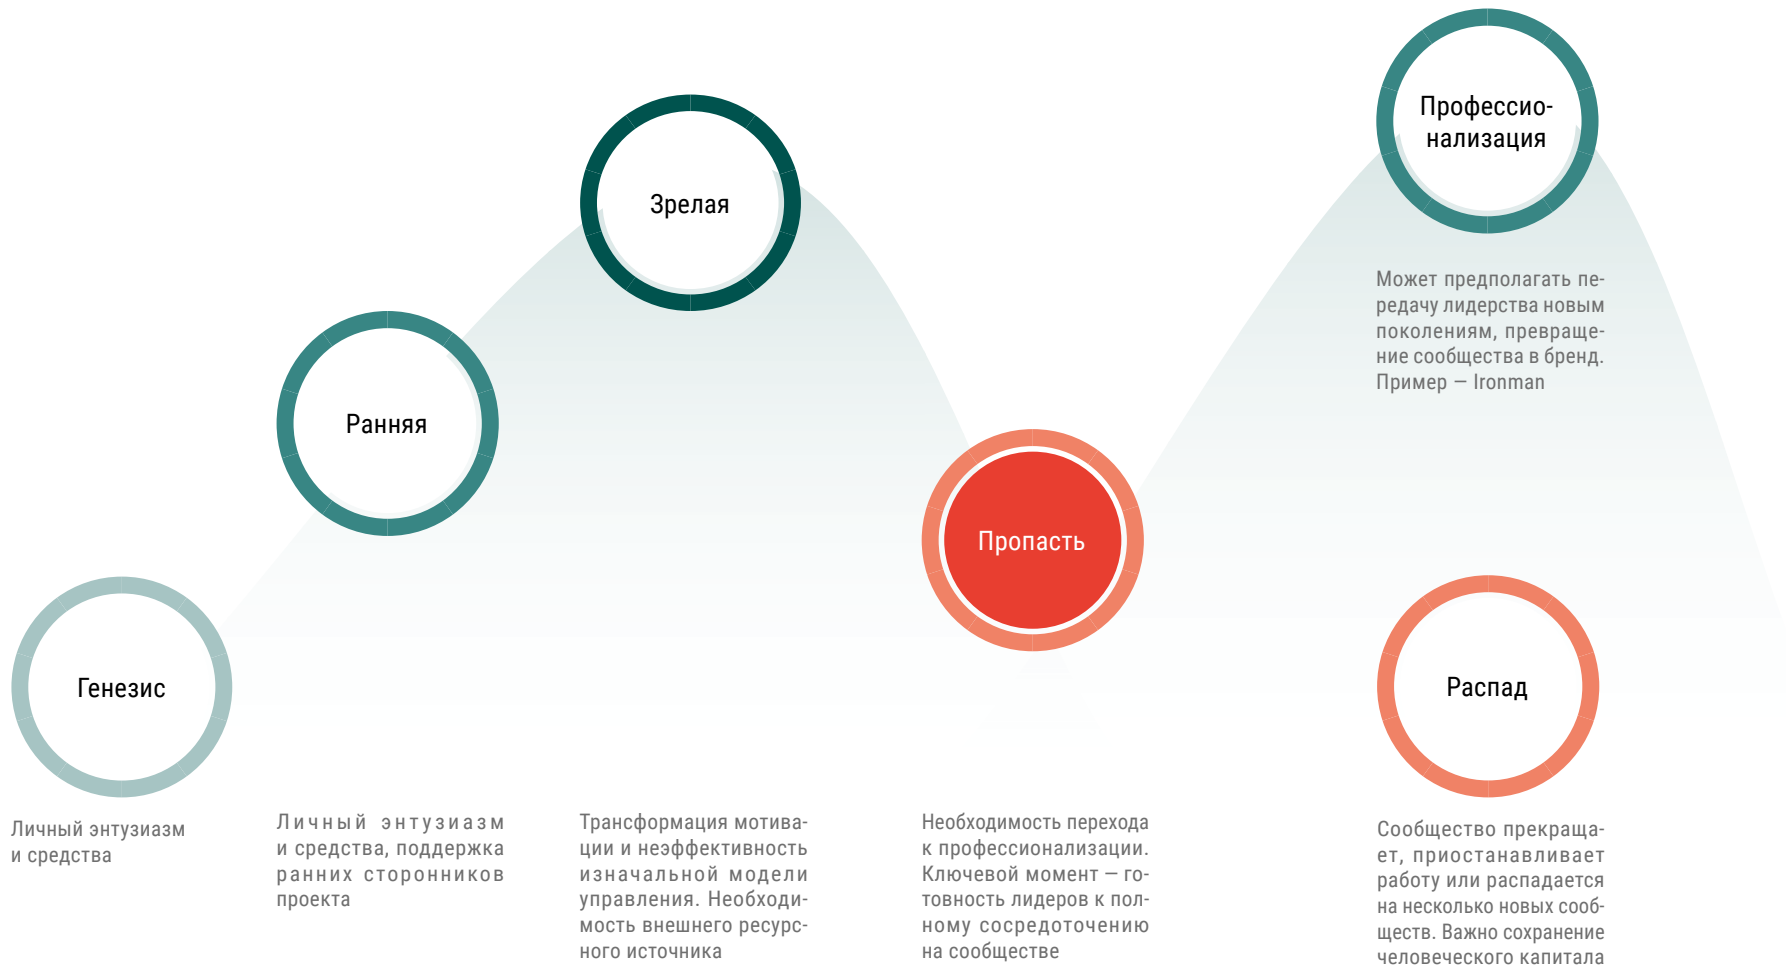 Генезис
Личный энтузиазм
и средства
Ранняя
Личный энтузиазм
и средства, поддержка
ранних сторонников
проекта
Зрелая
Трансформация мотива-
ции и неэффективность
изначальной модели
управления. Необходи-
мость внешнего ресурс-
ного источника
Пропасть
Необходимость перехода
к профессионализации.
Ключевой момент — го-
товность лидеров к пол-
ному сосредоточению
на сообществе
Профессио-
нализация
Может предполагать пе-
редачу лидерства новым
поколениям, превраще-
ние сообщества в бренд.
Пример — Ironman
Распад
Сообщество прекраща-
ет, приостанавливает
работу или распадается
на несколько новых сооб-
ществ. Важно сохранение
человеческого капитала